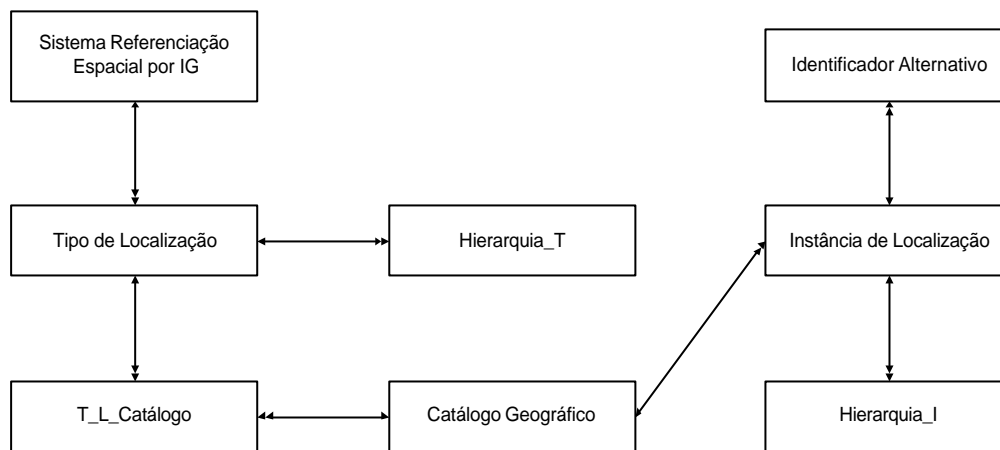 Sistema Referenciação
Espacial por IG
Identificador Alternativo
Tipo de Localização
Hierarquia_T
Instância de Localização
T_L_Catálogo
Catálogo Geográfico
Hierarquia_I